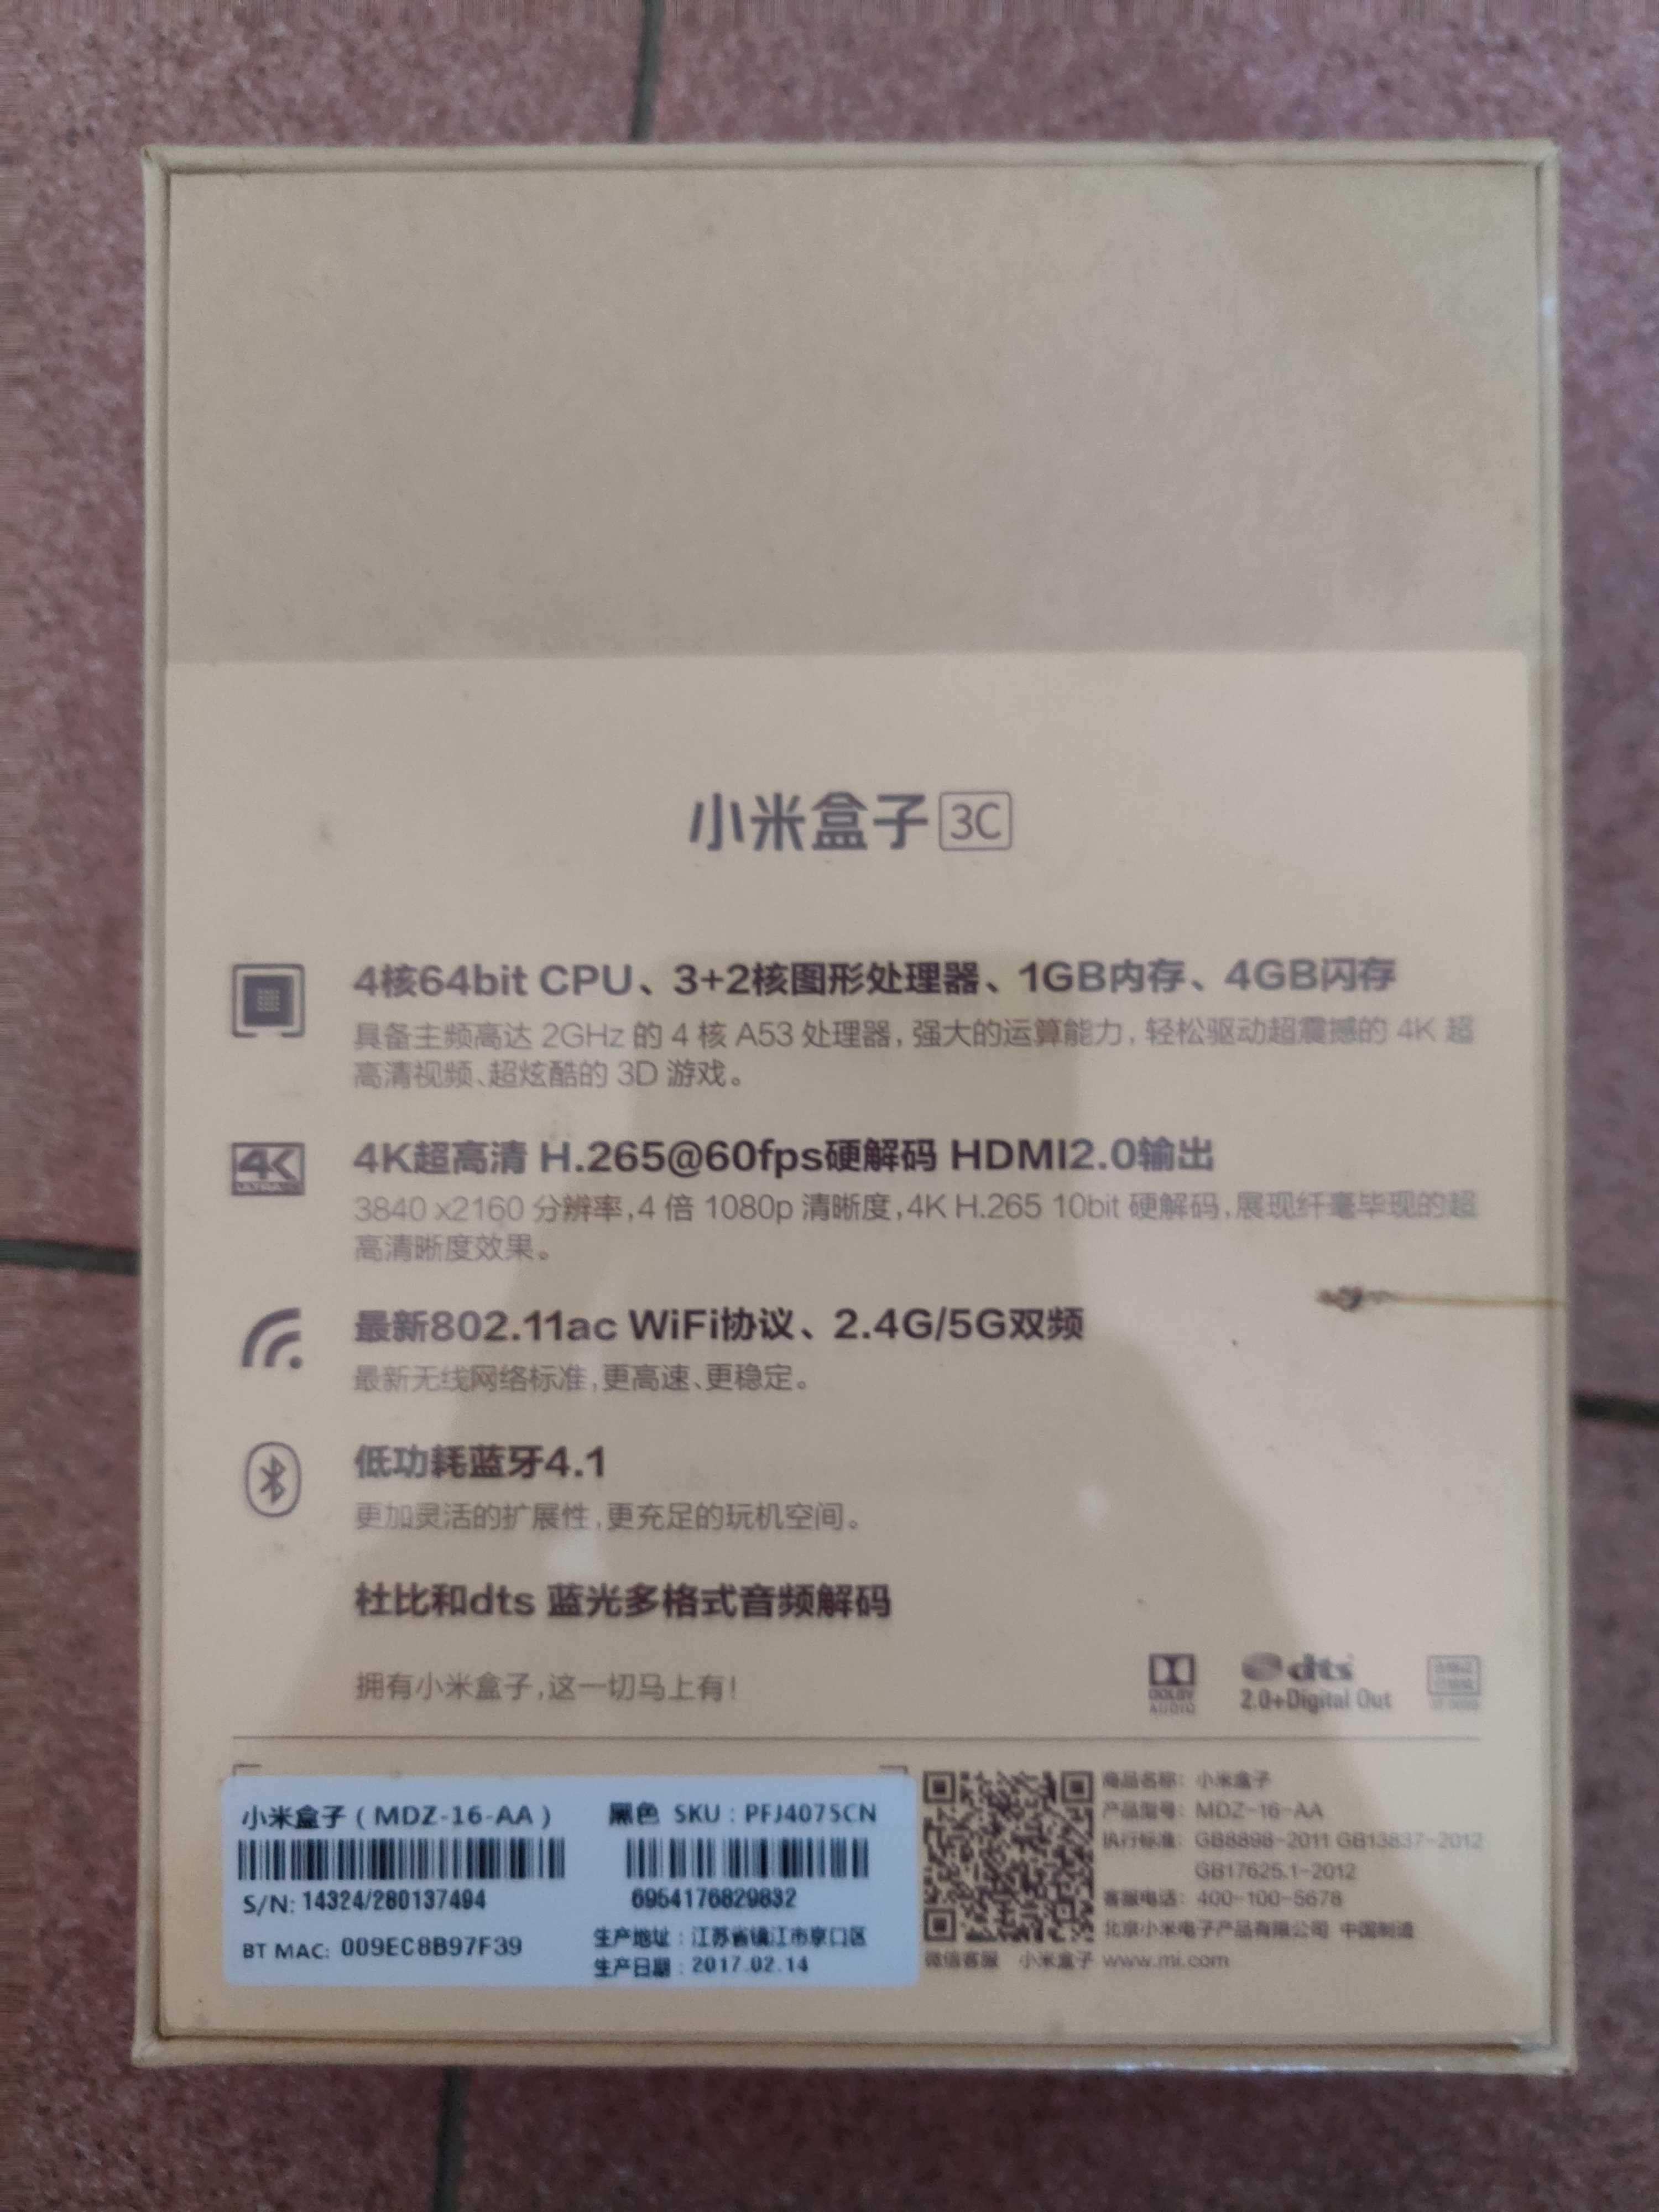 小米盒子 3C
4核64bit CPU、3+2核图形处理器、1GB内存、4GB闪存
具备主频高达 2GHz 的 4 核 A53 处理器,强大的运算能力,轻松驱动超震撼的 4K 超
高清视频、超炫酷的 3D 游戏。
4K
ULTRA HD
4K超高清 H.265@60fps硬解码 HDMI2.0输出
3840 x2160 分辨率,4 倍 1080p 清晰度,4K H.265 10bit 硬解码,展现纤毫毕现的超
高清晰度效果。
最新802.11ac WiFi协议、2.4G/5G双频
最新无线网络标准,更高速、更稳定。
低功耗蓝牙4.1
更加灵活的扩展性,更充足的玩机空间。
杜比和dts 蓝光多格式音频解码
拥有小米盒子,这一切马上有!
DOLBY
AUDIO
dts
2.0+Digital Out
小米盒子(MDZ-16-AA)
黑色 SKU:PFJ4075CN
S/N: 14324/280137494
6954176829832
BT MAC: 009EC8B97F39
生产地址:江苏省镇江市京口区
生产日期:2017.02.14
微信客服 小米盒子
商品名称: 小米盒子
产品型号: MDZ-16-AA
执行标准: GB8898-2011 GB13837-2012
GB17625.1-2012
客服电话: 400-100-5678
北京小米电子产品有限公司 中国制造
www.mi.com